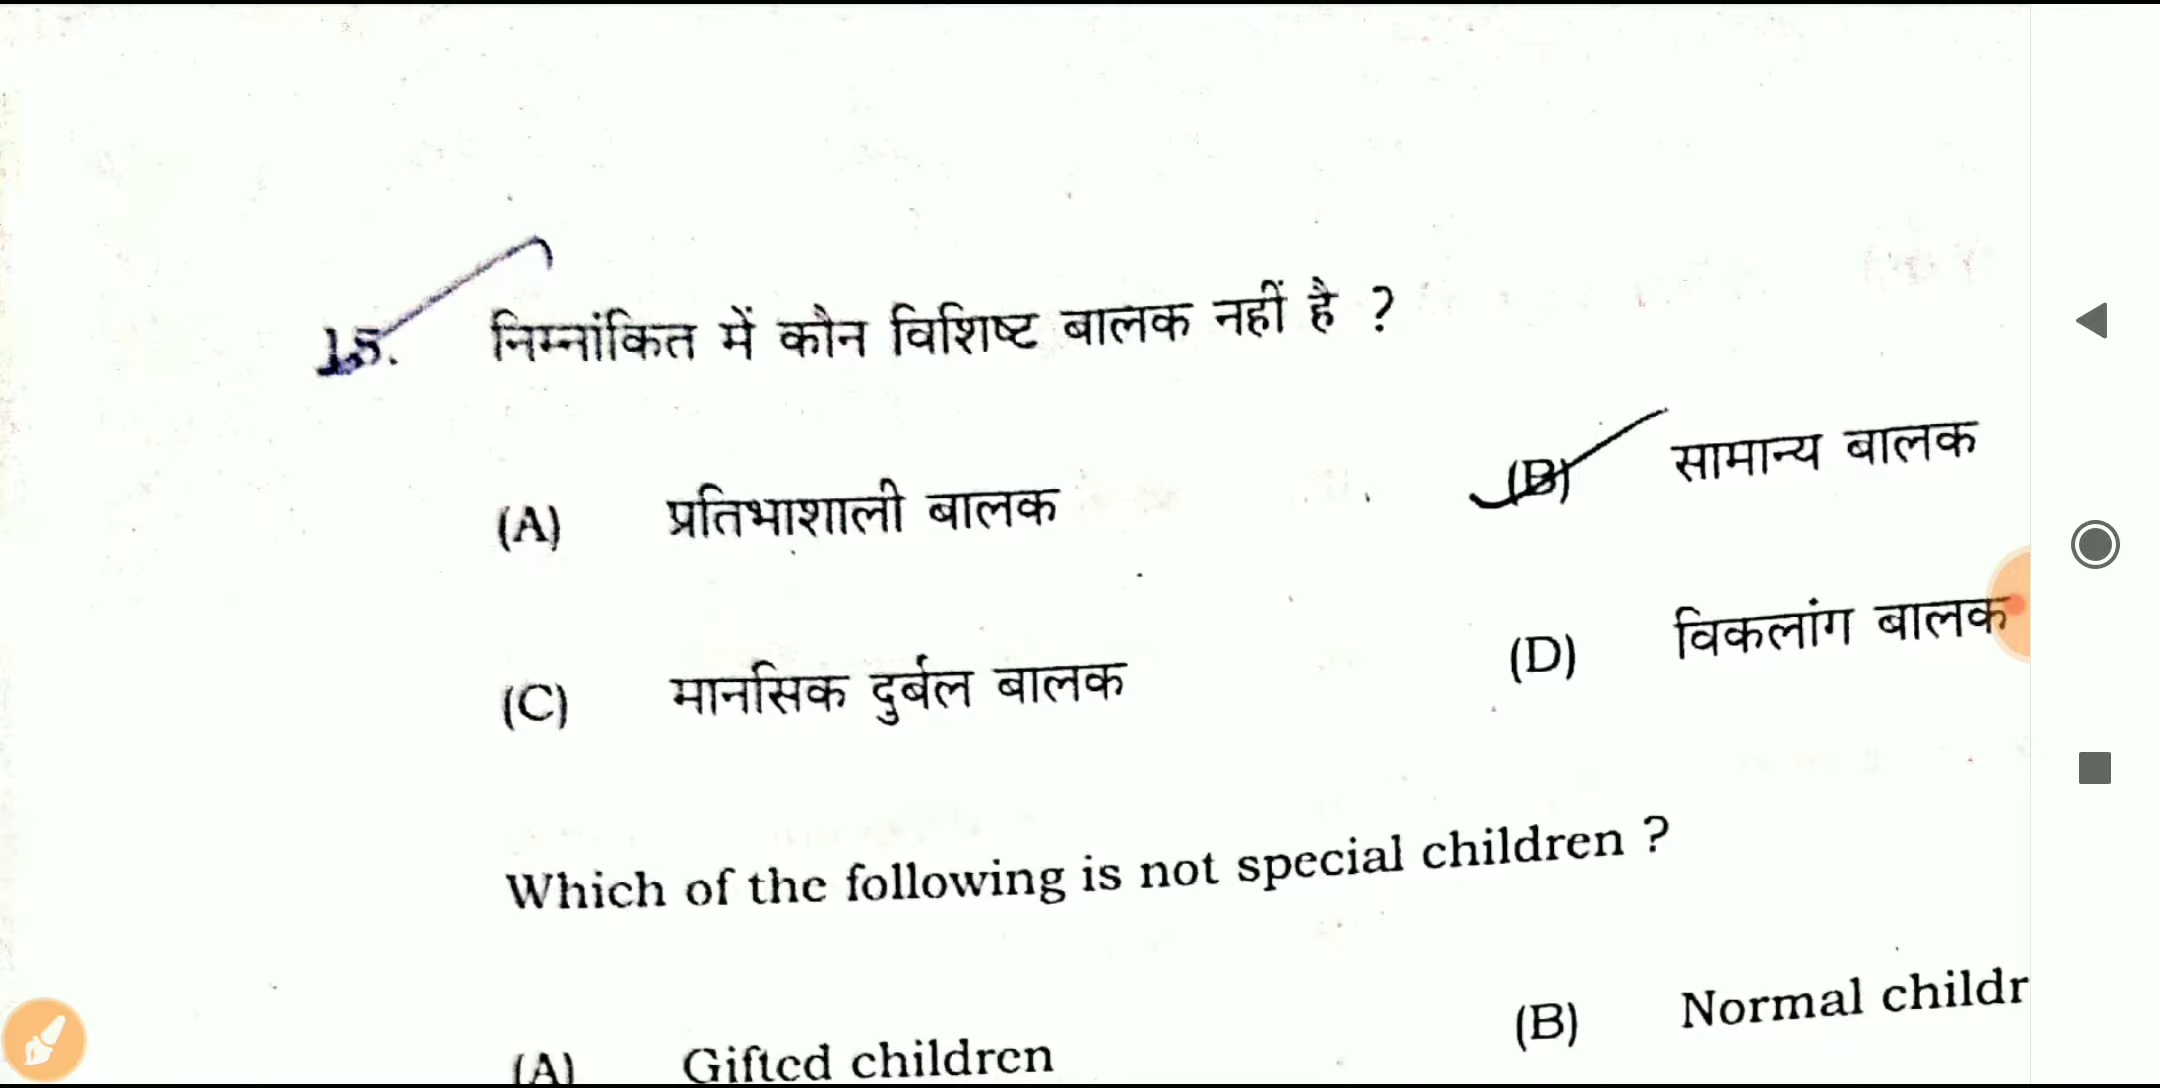 15. निम्नांकित में कौन विशिष्ट बालक नहीं है ?
(A) प्रतिभाशाली बालक (B) सामान्य बालक
(C) मानसिक दुर्बल बालक (D) विकलांग बालक
Which of the following is not special children ?
(A) Gifted children (B) Normal childr